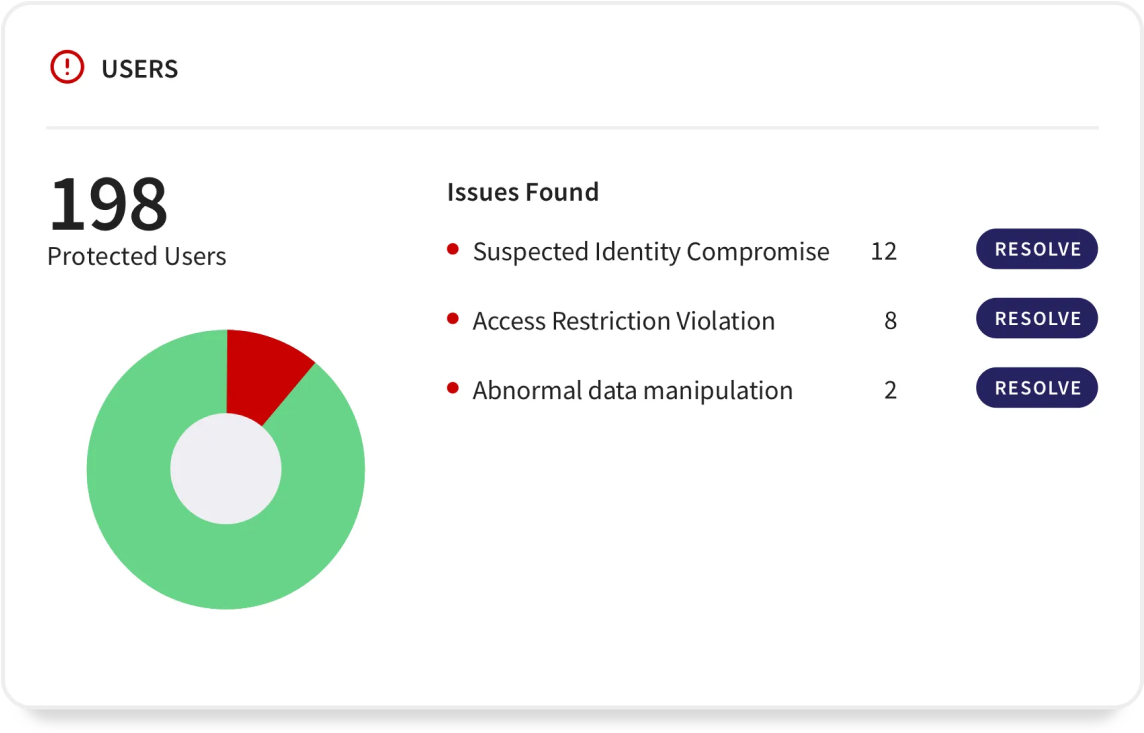 USERS
198
Protected Users
Issues Found
Suspected Identity Compromise 12 RESOLVE
Access Restriction Violation 8 RESOLVE
Abnormal data manipulation 2 RESOLVE